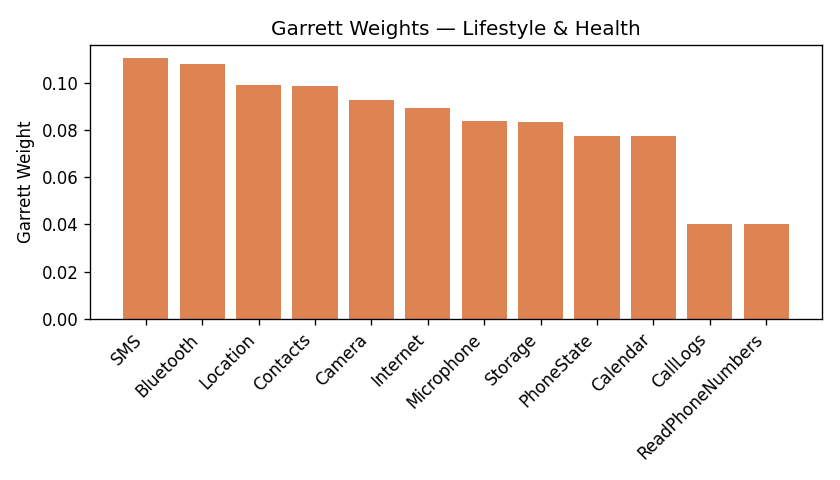 Garrett Weights — Lifestyle & Health
Garrett Weight
0.10
0.08
0.06
0.04
0.02
0.00
SMS
Bluetooth
Location
Contacts
Camera
Internet
Microphone
Storage
PhoneState
Calendar
CallLogs
ReadPhoneNumbers